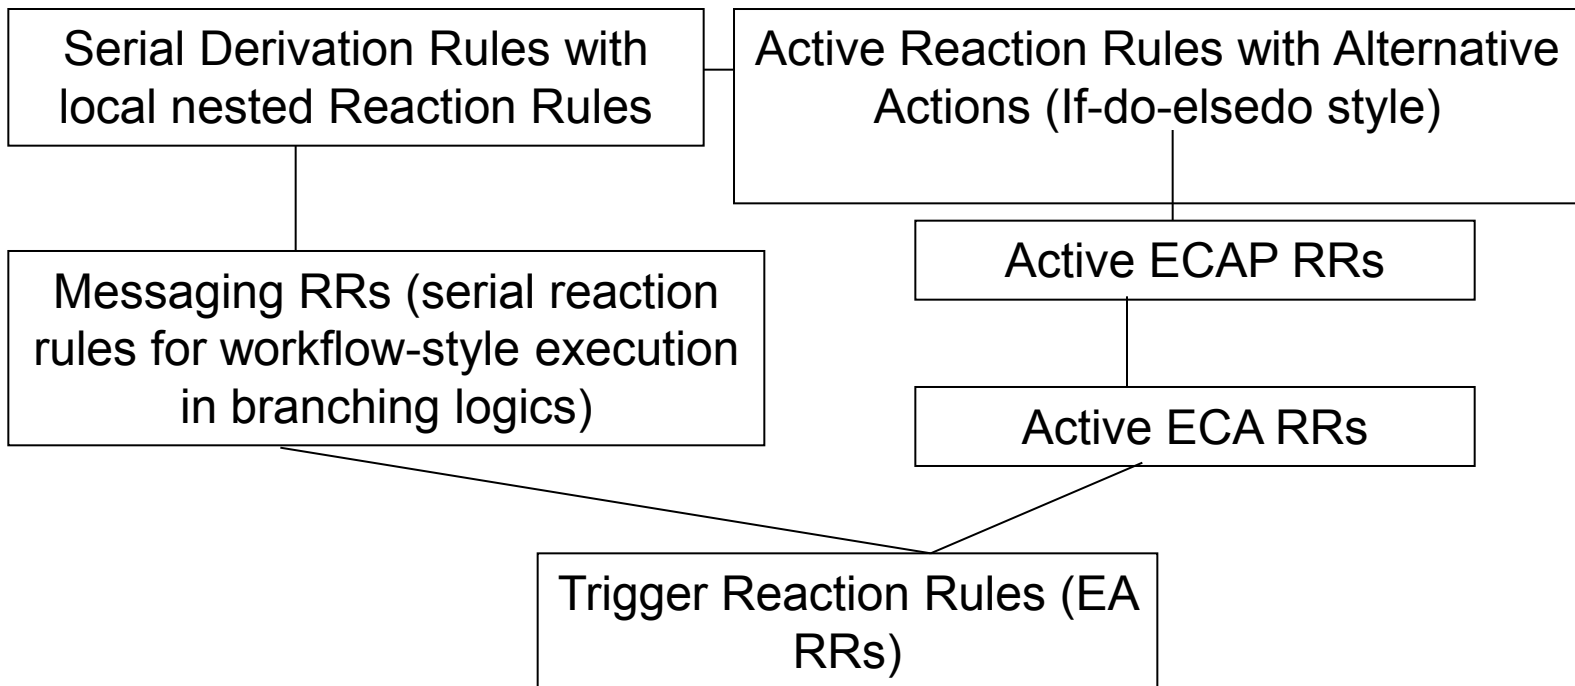 Serial Derivation Rules with
local nested Reaction Rules
Active Reaction Rules with Alternative
Actions (If-do-elsedo style)
Active ECAP RRs
Messaging RRs (serial reaction
rules for workflow-style execution
in branching logics)
Active ECA RRs
Trigger Reaction Rules (EA
RRs)